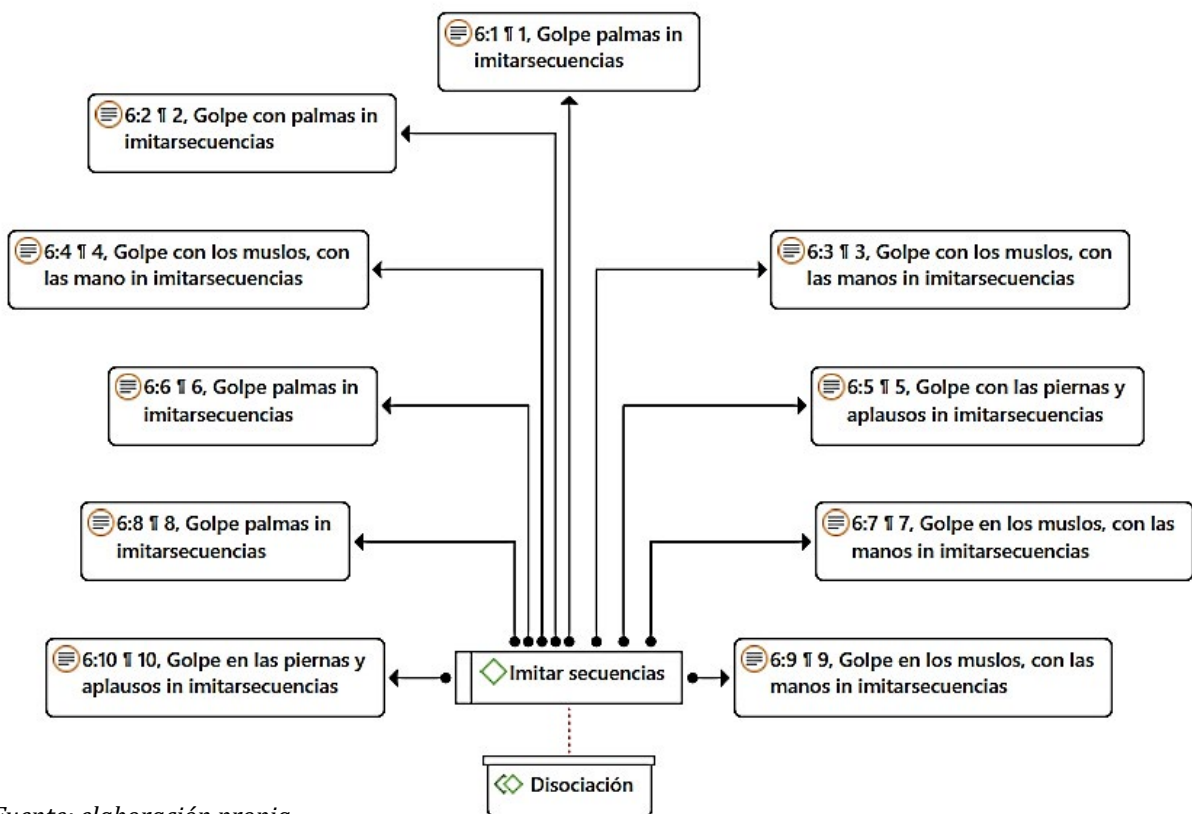 6:1 ¶ 1, Golpe palmas in
imitarsecuencias
6:2 ¶ 2, Golpe con palmas in
imitarsecuencias
6:4 ¶ 4, Golpe con los muslos, con
las mano in imitarsecuencias
6:3 ¶ 3, Golpe con los muslos, con
las manos in imitarsecuencias
6:6 ¶ 6, Golpe palmas in
imitarsecuencias
6:5 ¶ 5, Golpe con las piernas y
aplausos in imitarsecuencias
6:8 ¶ 8, Golpe palmas in
imitarsecuencias
6:7 ¶ 7, Golpe en los muslos, con las
manos in imitarsecuencias
6:10 ¶ 10, Golpe en las piernas y
aplausos in imitarsecuencias
Imitar secuencias
6:9 ¶ 9, Golpe en los muslos, con las
manos in imitarsecuencias
Disociación
Fuente: elaboración propia